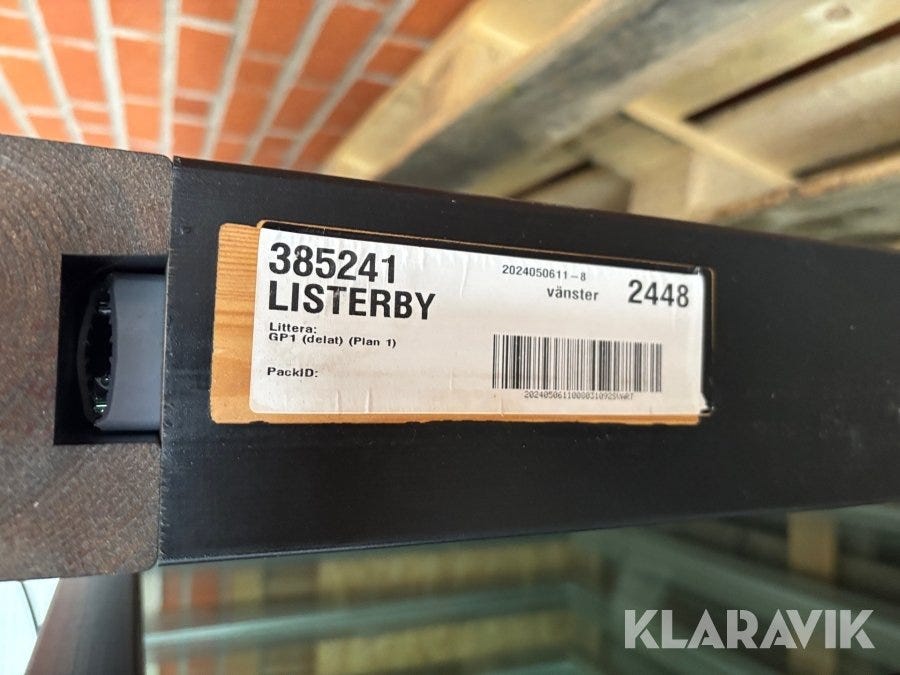 385241
LISTERBY
2024050611-8
vänster 2448
Littera:
GP1 (delat) (Plan 1)
PackID:
KLARAVIK